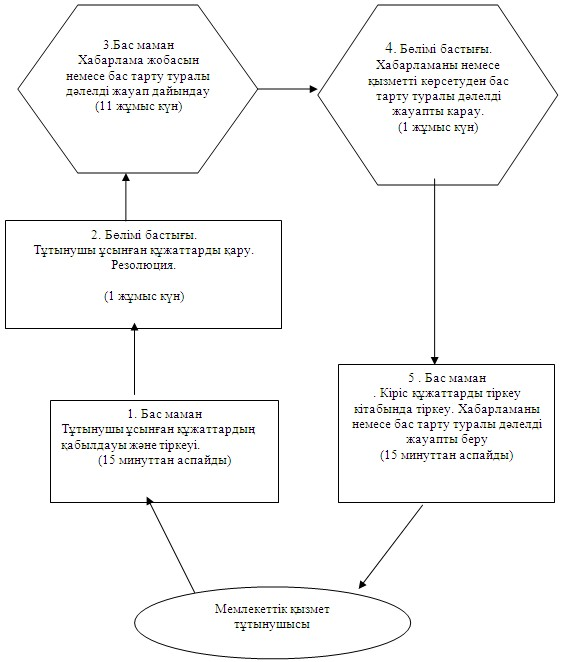 3.Бас маман
Хабарлама жобасын
немесе бас тарту туралы
дәлелді жауап дайындау
(11 жұмыс күн)
4. Бөлімі бастығы.
Хабарламаны немесе
қызметті көрсетуден бас
тарту туралы дәлелді
жауапты карау.
(1 жұмыс күн)
2. Бөлімі бастығы.
Тұтынушы ұсынған құжаттарды қару.
Резолюция.
(1 жұмыс күн)
1. Бас маман
Тұтынушы ұсынған құжаттардың
қабылдауы және тіркеуі.
(15 минуттан аспайды)
5 . Бас маман
. Кіріс құжаттарды тіркеу
кітабында тіркеу. Хабарламаны
немесе бас тарту туралы дәлелді
жауапты беру
(15 минуттан аспайды)
Мемлекеттік қызмет
тұтынушысы